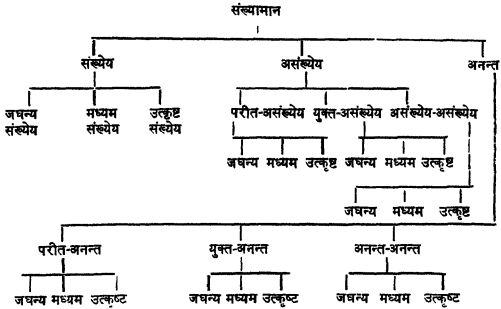 संख्यामान
संख्येय असंख्येय अनन्त
जघन्य मध्यम उत्कृष्ट परीत-असंख्येय युक्त-असंख्येय असंख्येय-असंख्येय
संख्येय संख्येय संख्येय
जघन्य मध्यम उत्कृष्ट जघन्य मध्यम उत्कृष्ट
जघन्य मध्यम उत्कृष्ट
परीत-अनन्त युक्त-अनन्त अनन्त-अनन्त
जघन्य मध्यम उत्कृष्ट जघन्य मध्यम उत्कृष्ट जघन्य मध्यम उत्कृष्ट